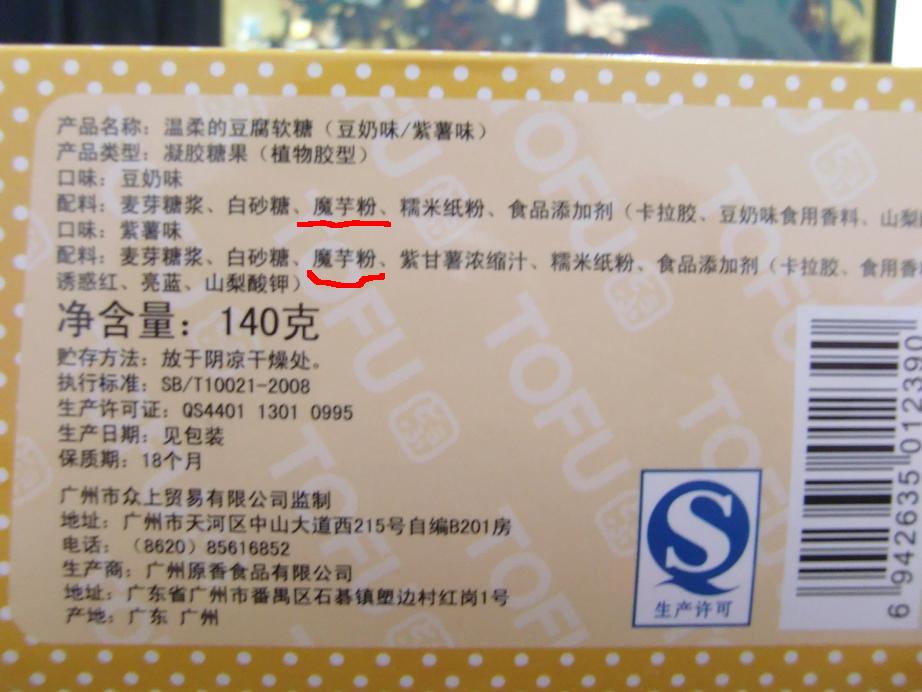 产品名称：温柔的豆腐软糖（豆奶味/紫薯味）
产品类型：凝胶糖果（植物胶型）
口味：豆奶味
配料：麦芽糖浆、白砂糖、魔芋粉、糯米纸粉、食品添加剂（卡拉胶、豆奶味食用香料、山梨
口味：紫薯味
配料：麦芽糖浆、白砂糖、魔芋粉、紫甘薯浓缩汁、糯米纸粉、食品添加剂（卡拉胶、食用香
诱惑红、亮蓝、山梨酸钾）
净含量：140克
贮存方法：放于阴凉干燥处。
执行标准：SB/T10021-2008
生产许可证：QS4401 1301 0995
生产日期：见包装
保质期：18个月
广州市众上贸易有限公司监制
地址：广州市天河区中山大道西215号自编B201房
电话：（8620）85616852
生产商：广州原香食品有限公司
地址：广东省广州市番禺区石碁镇塱边村红岗1号
产地：广东 广州
生产许可
6942635012390
TOFU
TOFU
TOFU
TOFU
TOFU